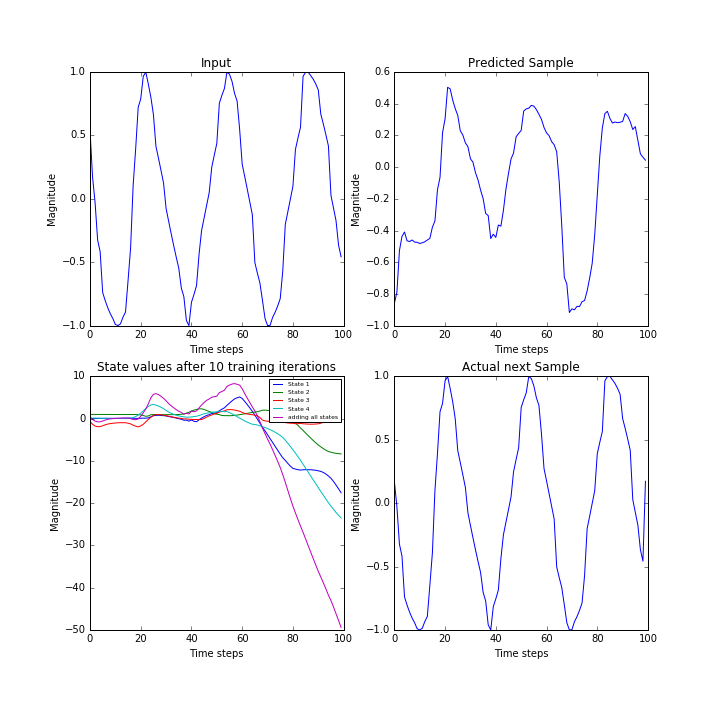 Input
Magnitude
1.0
0.5
0.0
−0.5
−1.0
0 20 40 60 80 100
Time steps
Predicted Sample
Magnitude
0.6
0.4
0.2
0.0
−0.2
−0.4
−0.6
−0.8
−1.0
0 20 40 60 80 100
Time steps
State values after 10 training iterations
Magnitude
10
0
−10
−20
−30
−40
−50
0 20 40 60 80 100
Time steps
State 1
State 2
State 3
State 4
adding all states
Actual next Sample
Magnitude
1.0
0.5
0.0
−0.5
−1.0
0 20 40 60 80 100
Time steps